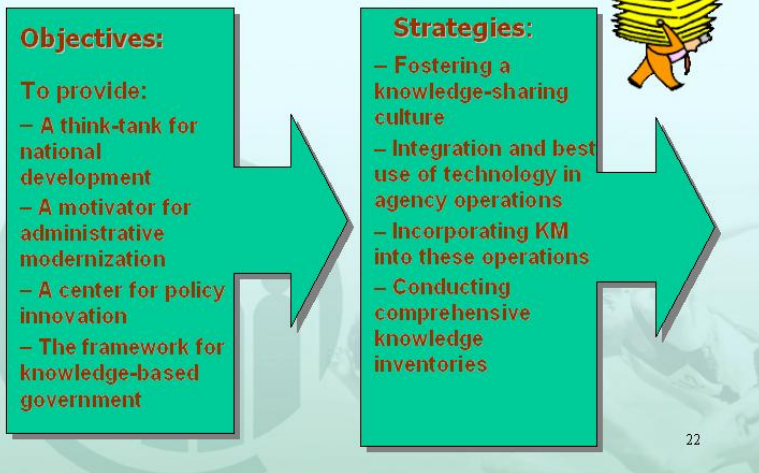 Objectives:
To provide:
– A think-tank for
national
development
– A motivator for
administrative
modernization
– A center for policy
innovation
– The framework for
knowledge-based
government
Strategies:
– Fostering a
knowledge-sharing
culture
– Integration and best
use of technology in
agency operations
– Incorporating KM
into these operations
– Conducting
comprehensive
knowledge
inventories
22